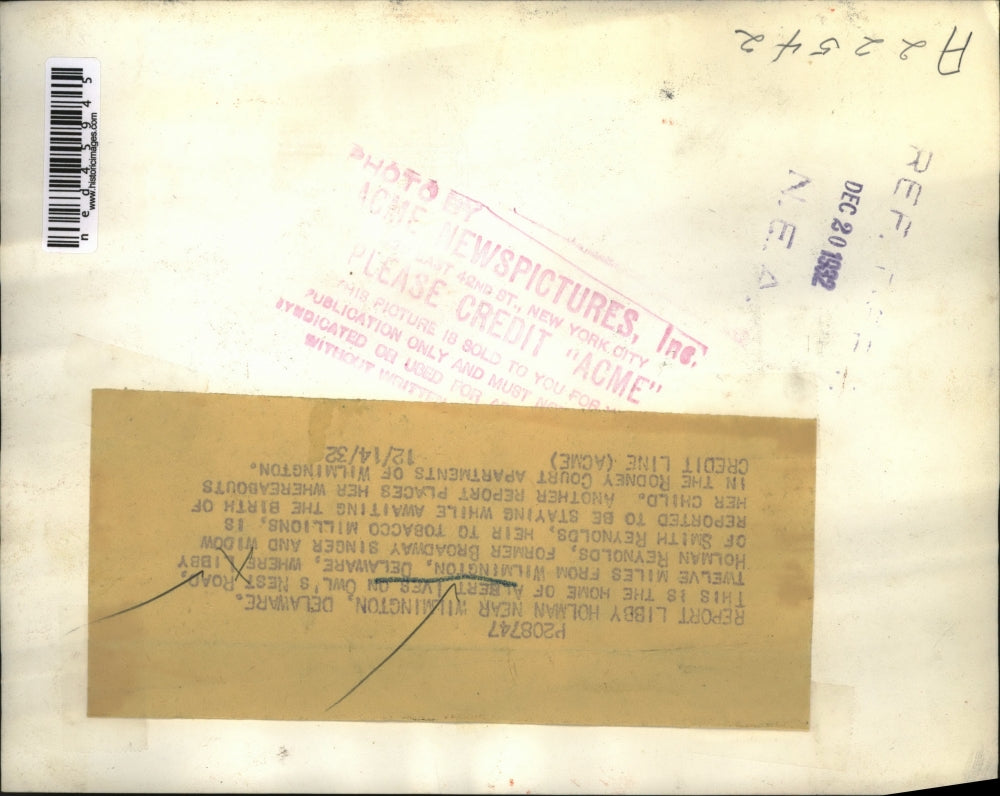 A22542
REF.
DEC 20 1932
N.E.A.
ned45945
www.historicimages.com
PHOTO BY
ACME NEWSPICTURES, Inc.
EAST 42ND ST., NEW YORK CITY
PLEASE CREDIT "ACME"
THIS PICTURE IS SOLD TO YOU FOR
PUBLICATION ONLY AND MUST NOT
SYNDICATED OR USED FOR
WITHOUT WRITTEN
P208747
REPORT LIBBY HOLMAN NEAR WILMINGTON, DELAWARE.
THIS IS THE HOME OF ALBERT IVES ON OWL'S NEST ROAD,
TWELVE MILES FROM WILMINGTON, DELAWARE, WHERE LIBBY
HOLMAN REYNOLDS, FORMER BROADWAY SINGER AND WIDOW
OF SMITH REYNOLDS, HEIR TO TOBACCO MILLIONS, IS
REPORTED TO BE STAYING WHILE AWAITING THE BIRTH OF
HER CHILD. ANOTHER REPORT PLACES HER WHEREABOUTS
IN THE RODNEY COURT APARTMENTS OF WILMINGTON.
CREDIT LINE (ACME) 12/14/32